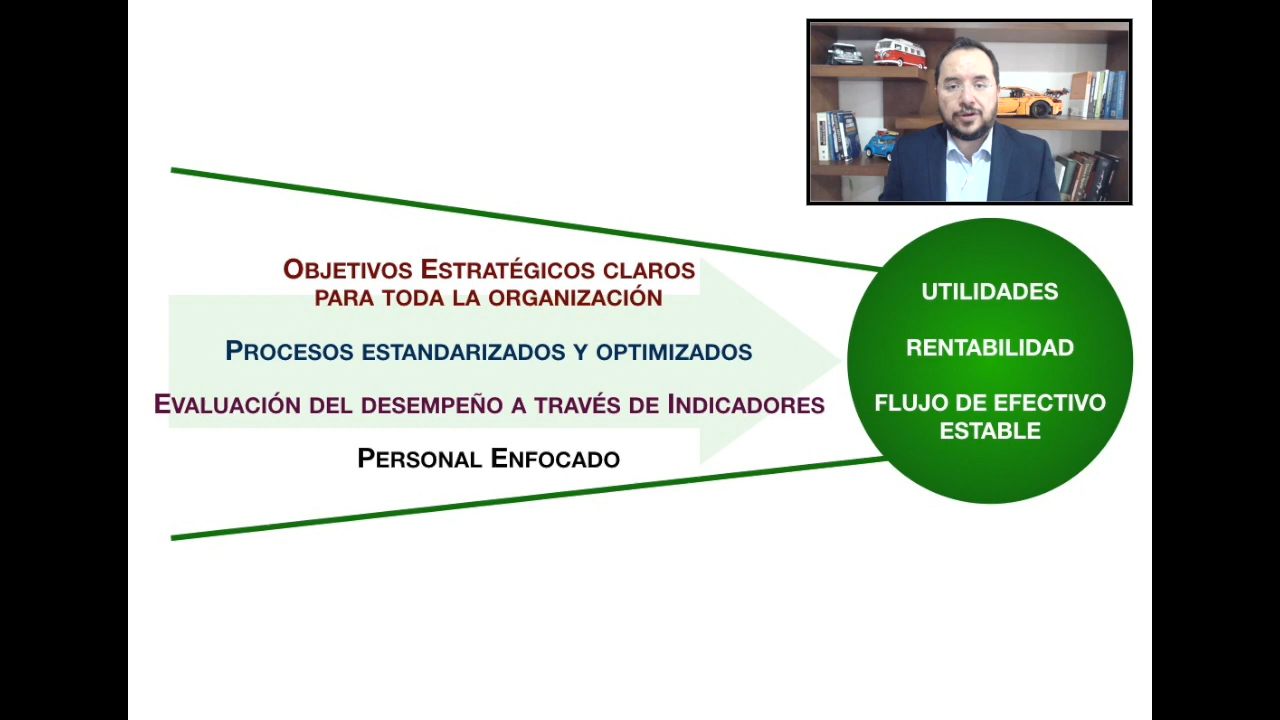 OBJETIVOS ESTRATÉGICOS CLAROS
PARA TODA LA ORGANIZACIÓN
PROCESOS ESTANDARIZADOS Y OPTIMIZADOS
EVALUACIÓN DEL DESEMPEÑO A TRAVÉS DE INDICADORES
PERSONAL ENFOCADO
UTILIDADES
RENTABILIDAD
FLUJO DE EFECTIVO
ESTABLE